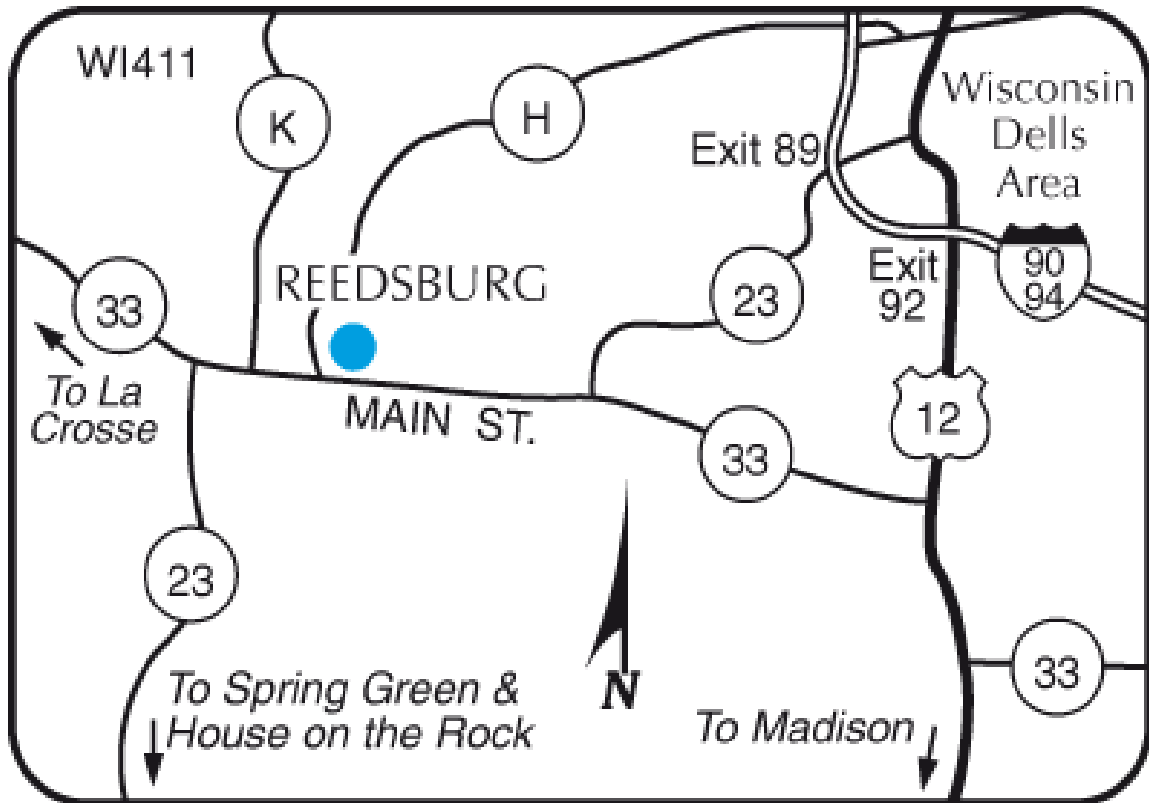 WI411
K
H
Exit 89
Wisconsin
Dells
Area
33
REEDSBURG
23
Exit
92
90
94
To La
Crosse
MAIN ST.
12
33
23
To Spring Green &
House on the Rock
N
To Madison
33